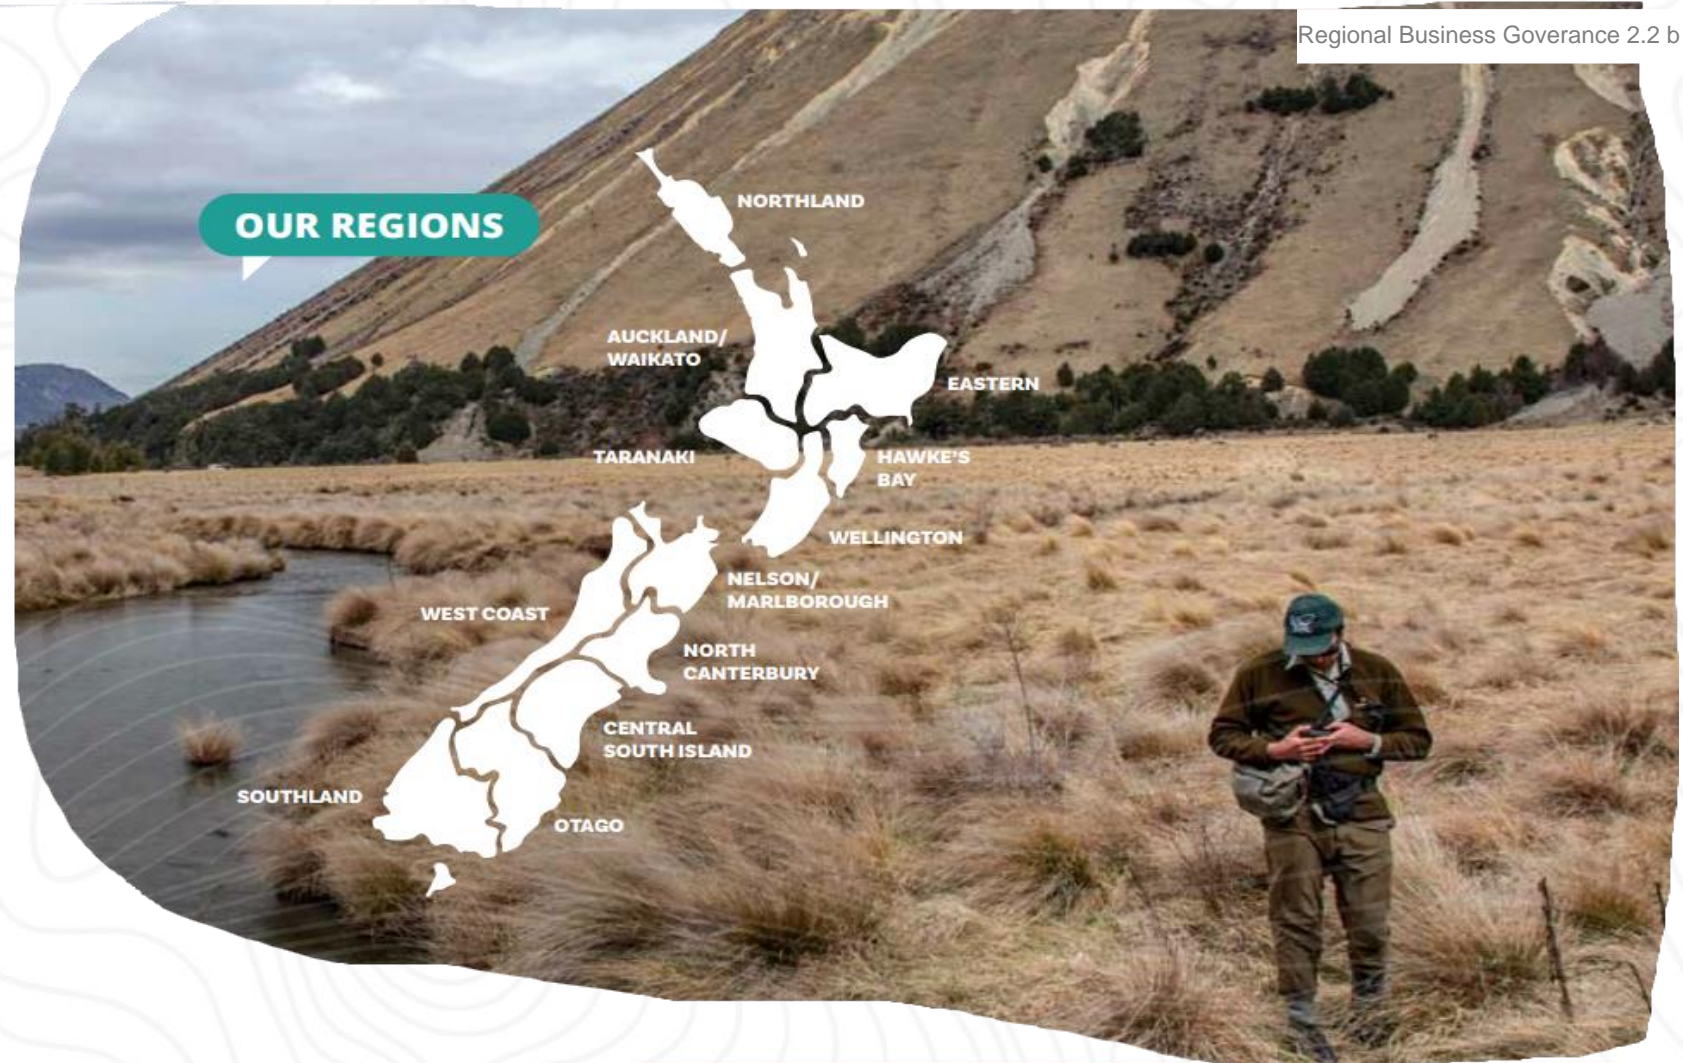 Regional Business Goverance 2.2 b
OUR REGIONS
NORTHLAND
AUCKLAND/
WAIKATO
EASTERN
TARANAKI
HAWKE'S
BAY
WELLINGTON
NELSON/
MARLBOROUGH
WEST COAST
NORTH
CANTERBURY
CENTRAL
SOUTH ISLAND
SOUTHLAND
OTAGO